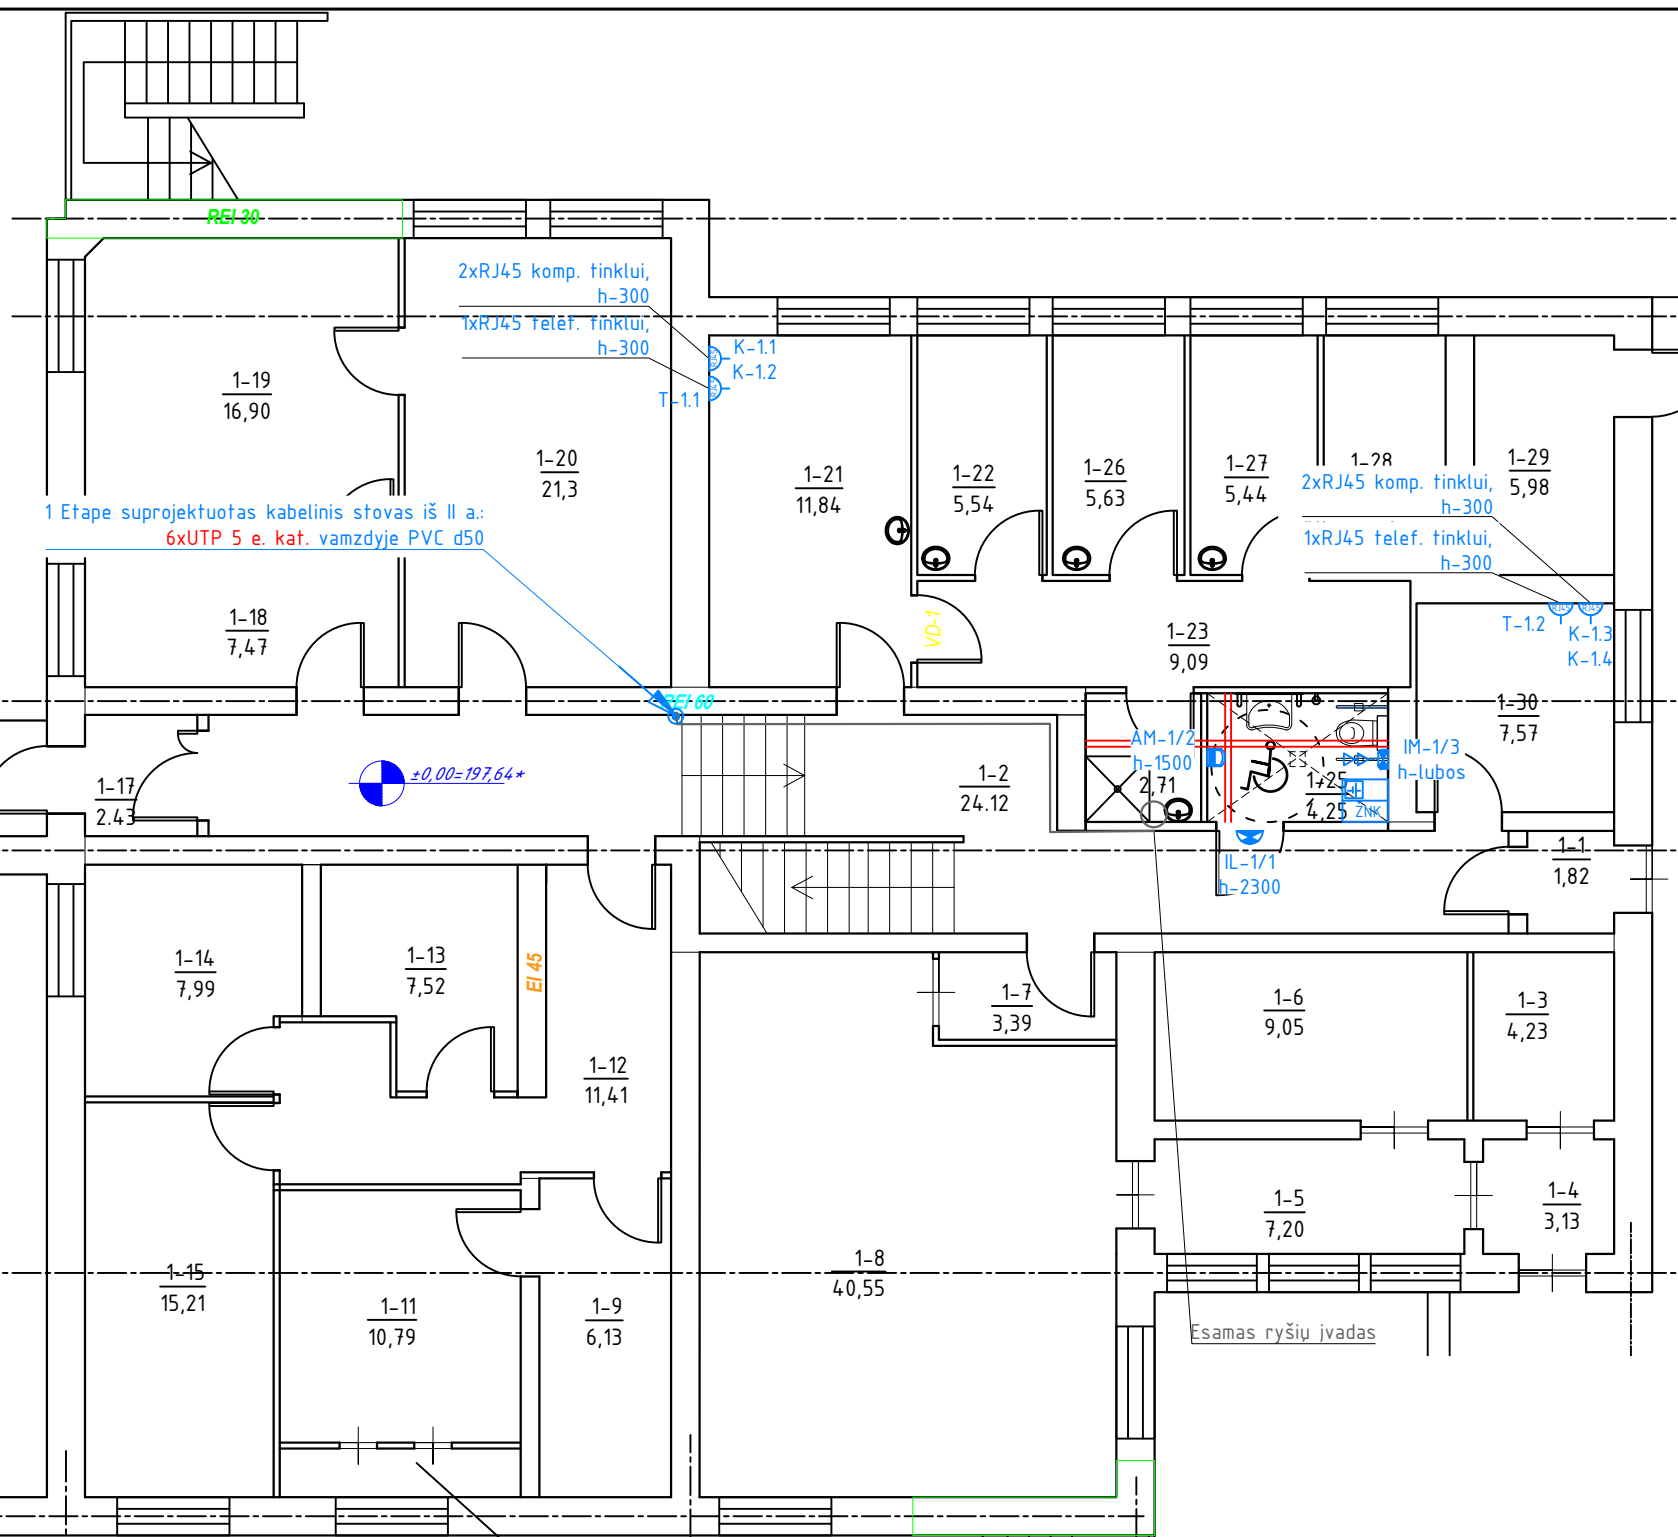 REI 30
2xRJ45 komp. tinklui,
h-300
1xRJ45 telef. tinklui,
h-300
K-1.1
K-1.2
T-1.1
1-19
16,90
1-20
21,3
1-21
11,84
1-22
5,54
1-26
5,63
1-27
5,44
1-28
1-29
5,98
2xRJ45 komp. tinklui,
h-300
1xRJ45 telef. tinklui,
h-300
1 Etape suprojektuotas kabelinis stovas iš II a.:
6xUTP 5 e. kat. vamzdyje PVC d50
1-18
7,47
VD-1
1-23
9,09
RJ45
RJ45
T-1.2
K-1.3
K-1.4
REI 60
1-30
7,57
±0,00=197,64*
1-17
2.43
1-2
24.12
AM-1/2
h-1500
2,71
1-25
4,25
ŽNK
IM-1/3
h-lubos
IL-1/1
h-2300
1-1
1,82
1-14
7,99
1-13
7,52
EI 45
1-7
3,39
1-6
9,05
1-3
4,23
1-12
11,41
1-5
7,20
1-4
3,13
1-15
15,21
1-11
10,79
1-9
6,13
1-8
40,55
Esamas ryšių įvadas